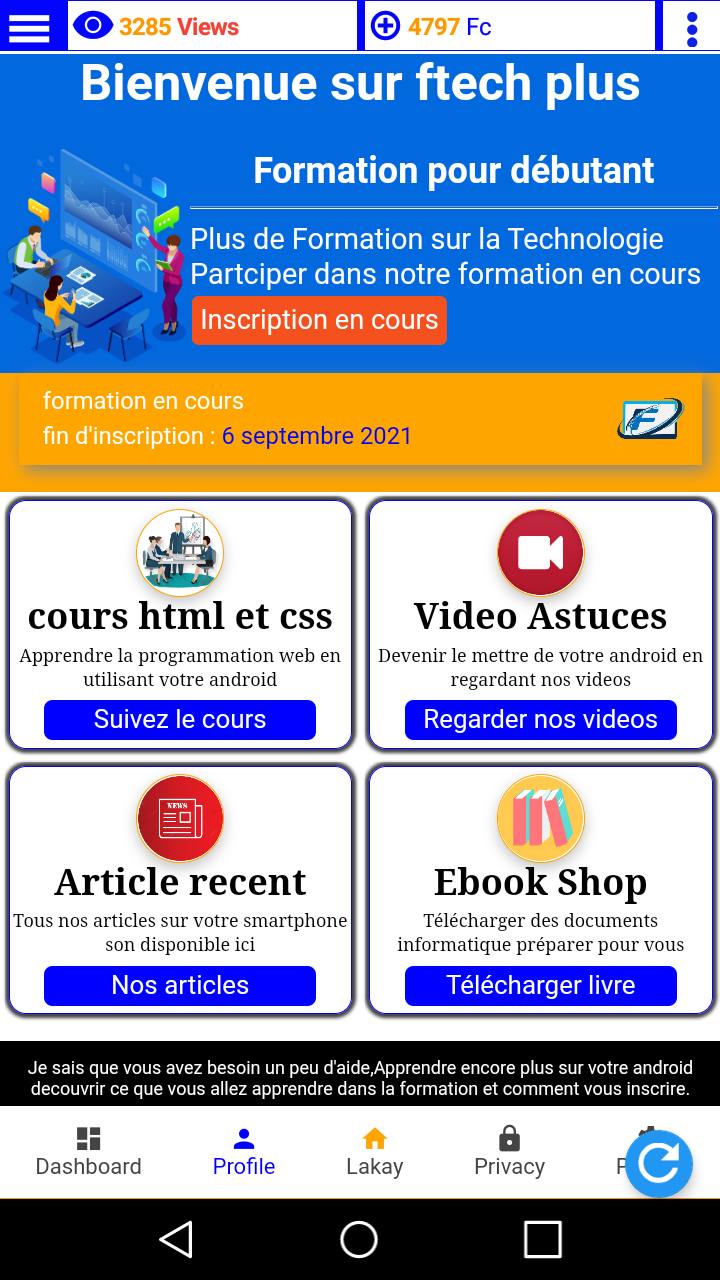 3285 Views
4797 Fc
Bienvenue sur ftech plus
Formation pour débutant
Plus de Formation sur la Technologie
Partciper dans notre formation en cours
Inscription en cours
formation en cours
fin d'inscription : 6 septembre 2021
F
cours html et css
Apprendre la programmation web en
utilisant votre android
Suivez le cours
Video Astuces
Devenir le mettre de votre android en
regardant nos videos
Regarder nos videos
NEWS
Article recent
Tous nos articles sur votre smartphone
son disponible ici
Nos articles
Ebook Shop
Télécharger des documents
informatique préparer pour vous
Télécharger livre
Je sais que vous avez besoin un peu d'aide,Apprendre encore plus sur votre android
decouvrir ce que vous allez apprendre dans la formation et comment vous inscrire.
Dashboard
Profile
Lakay
Privacy